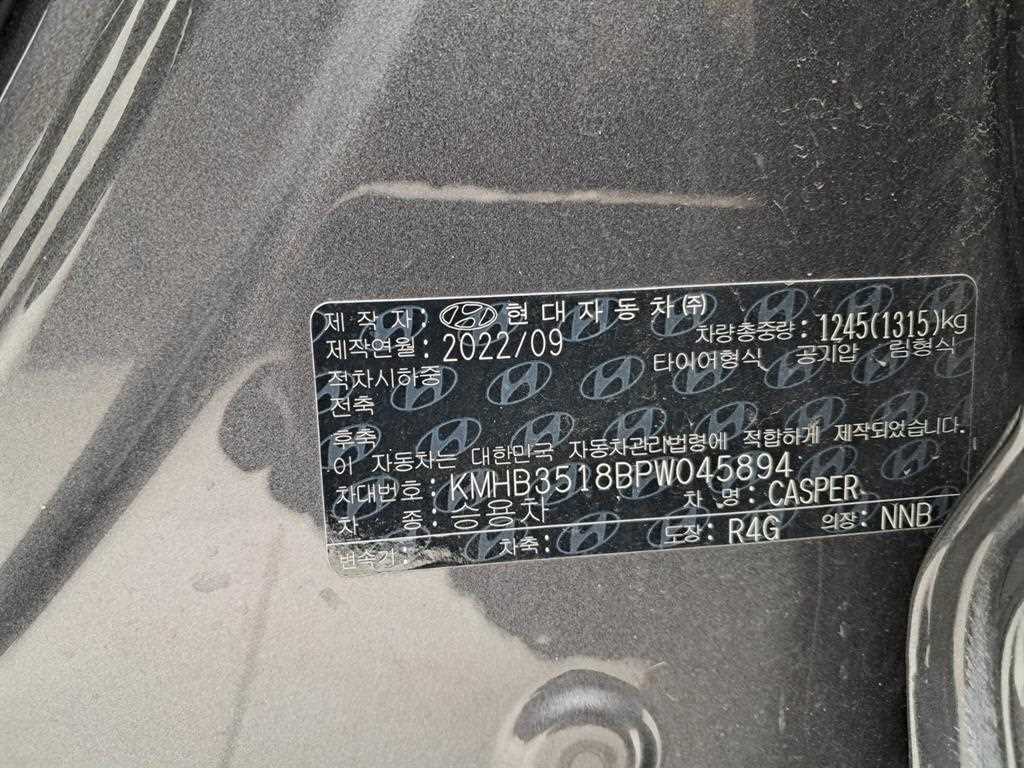 제 작 자 : 현대자동차(주)
제작연월: 2022/09 차량총중량: 1245(1315)kg
적차시하중 타이어형식 공기압 림형식
전축
후축
이 자동차는 대한민국 자동차관리법령에 적합하게 제작되었습니다.
차대번호: KMHB3518BPW045894
차 종: 승용차 차 명: CASPER
변속기: 차축: 도장: R4G 의장: NNB